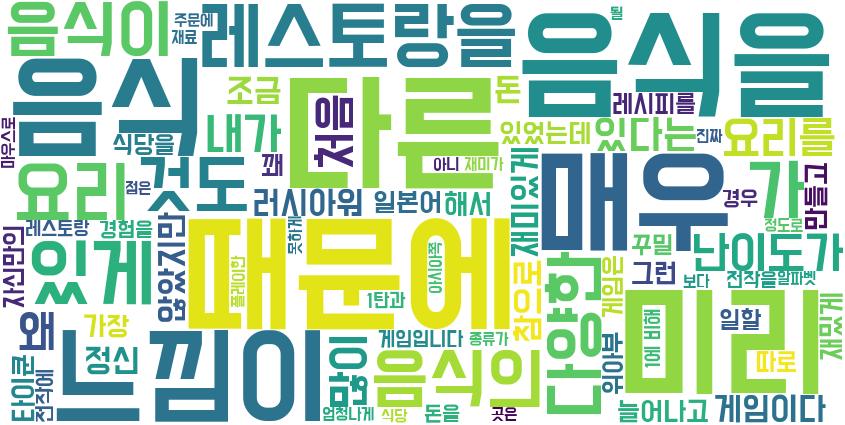 음식이
주문에
재료
레스토랑을
음식을
될
음식
조금
다른
처음
돈
레시피를
마우스로
식당을
내가
꽤
있었는데
있다는
진짜
요리를
아니
재미가
요리
점은
것도
러시아워
일본어
해서
재미있게
매우
가
경우
만들고
정도로
레스토랑
경험을
않았지만
못하게
때문에
꾸밀
난이도가
자신만의
있게
플레이한
아시아쪽
참으로
다양한
게임은
그런
보다
전작을
알파벳
1탄과
왜
가장
느낌이
많이
게임입니다
종류가
위아부
미리
1에 비해
일할
재밌게
타이쿤
전작에
정신
음식의
따로
엄청나게
식당
돈을
곳은
늘어나고
게임이다